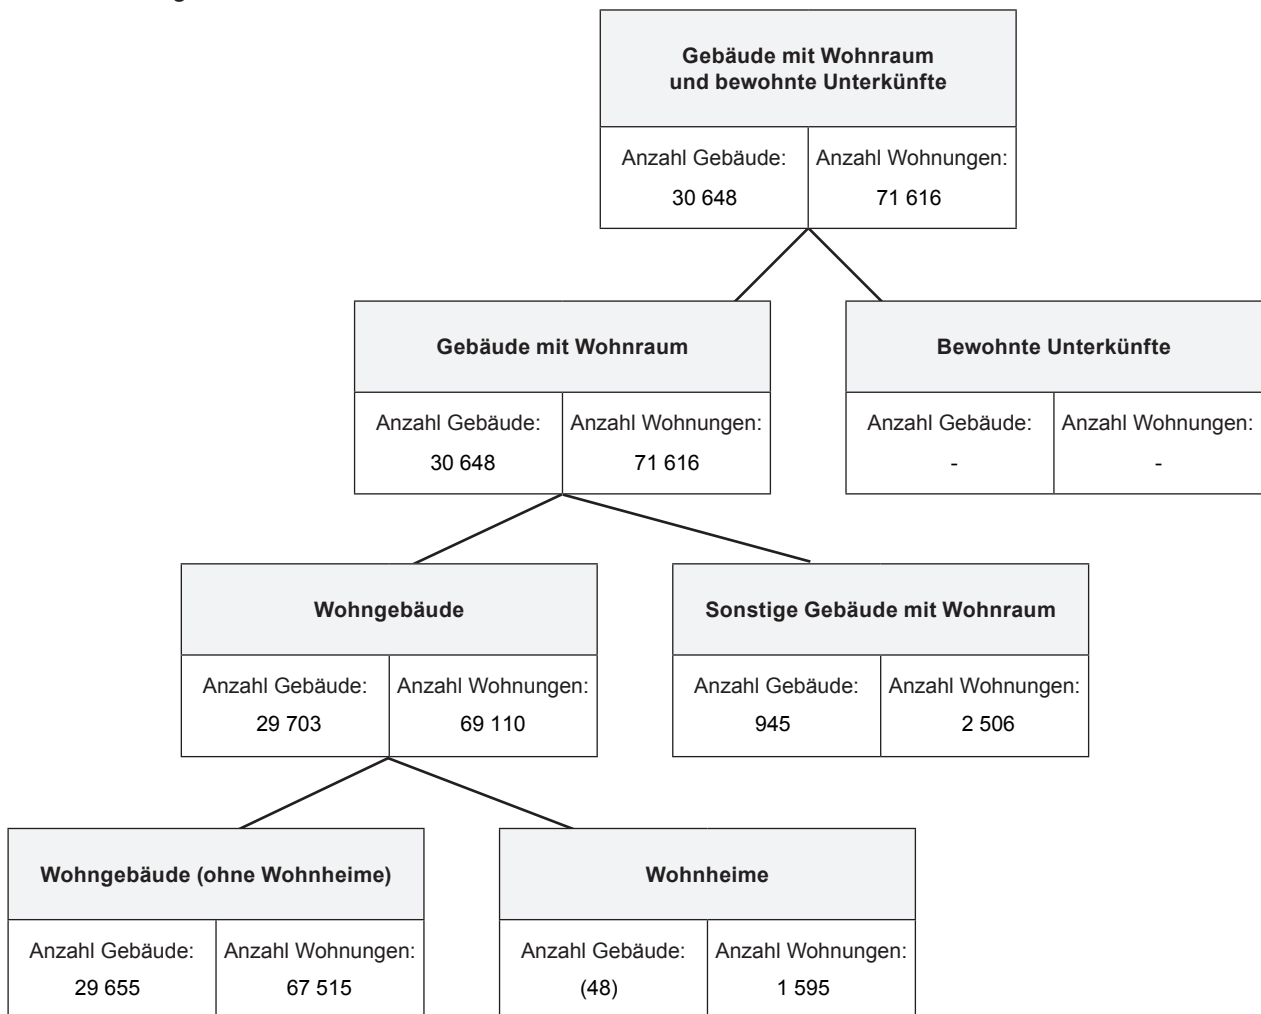 Gebäude mit Wohnraum
und bewohnte Unterkünfte
Anzahl Gebäude: Anzahl Wohnungen:
30 648 71 616
Gebäude mit Wohnraum
Anzahl Gebäude: Anzahl Wohnungen:
30 648 71 616
Bewohnte Unterkünfte
Anzahl Gebäude: Anzahl Wohnungen:
- -
Wohngebäude
Anzahl Gebäude: Anzahl Wohnungen:
29 703 69 110
Sonstige Gebäude mit Wohnraum
Anzahl Gebäude: Anzahl Wohnungen:
945 2 506
Wohngebäude (ohne Wohnheime)
Anzahl Gebäude: Anzahl Wohnungen:
29 655 67 515
Wohnheime
Anzahl Gebäude: Anzahl Wohnungen:
(48) 1 595